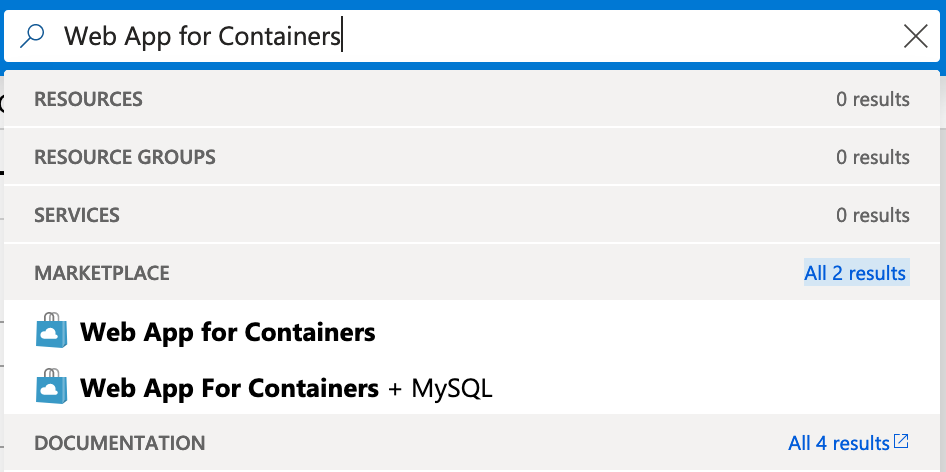 Web App for Containers
RESOURCES 0 results
RESOURCE GROUPS 0 results
SERVICES 0 results
MARKETPLACE All 2 results
Web App for Containers
Web App For Containers + MySQL
DOCUMENTATION All 4 results